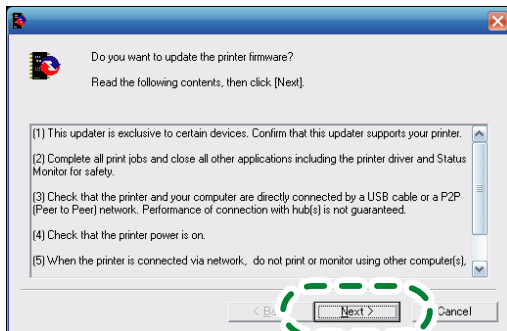 Do you want to update the printer firmware?
Read the following contents, then click [Next].
(1) This updater is exclusive to certain devices. Confirm that this updater supports your printer.
(2) Complete all print jobs and close all other applications including the printer driver and Status
Monitor for safety.
(3) Check that the printer and your computer are directly connected by a USB cable or a P2P
(Peer to Peer) network. Performance of connection with hub(s) is not guaranteed.
(4) Check that the printer power is on.
(5) When the printer is connected via network, do not print or monitor using other computer(s),
< Next > Cancel